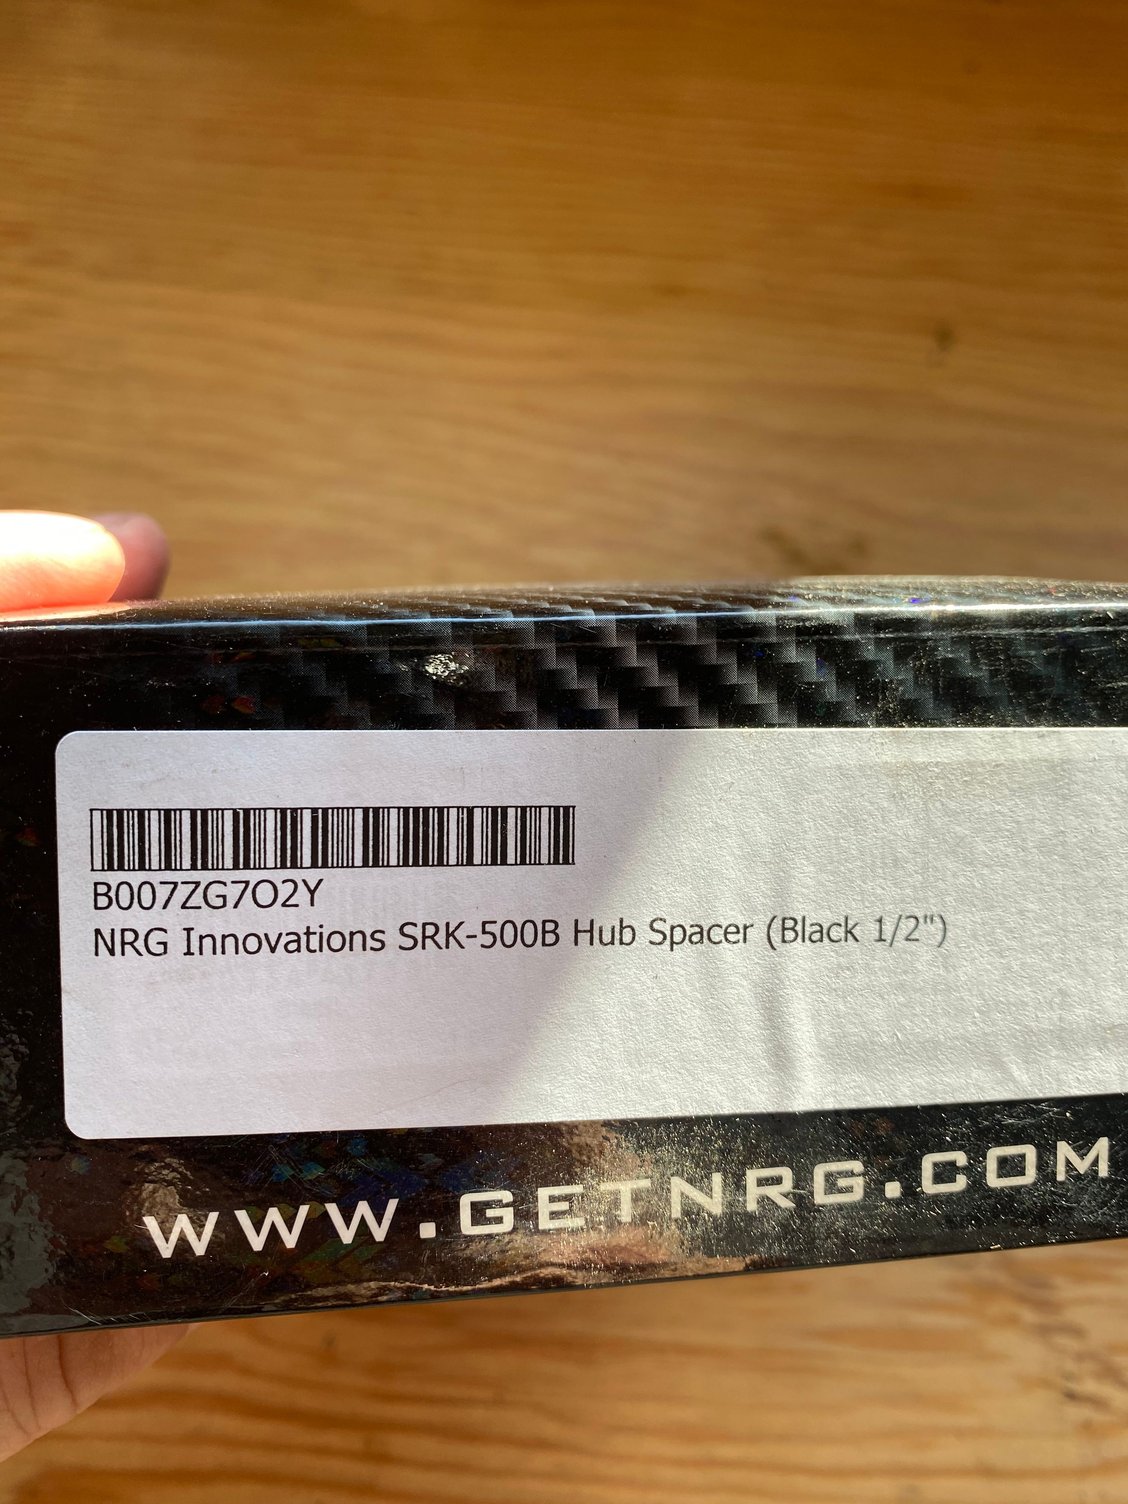 B007ZG7O2Y
NRG Innovations SRK-500B Hub Spacer (Black 1/2")
WWW.GETNRG.COM